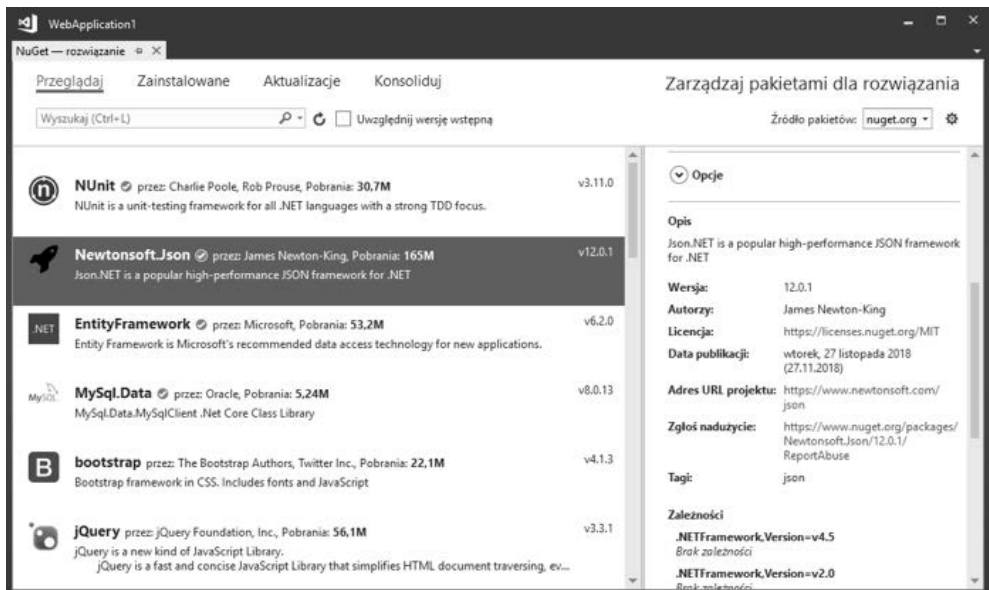 WebApplication1
NuGet — rozwiązanie
Przeglądaj Zainstalowane Aktualizacje Konsoliduj
Zarządzaj pakietami dla rozwiązania
Wyszukaj (Ctrl+L)
Uwzględnij wersję wstępną
Źródło pakietów: nuget.org
NUnit przez: Charlie Poole, Rob Prouse, Pobrania: 30,7M v3.11.0
NUnit is a unit-testing framework for all .NET languages with a strong TDD focus.
Newtonsoft.Json przez: James Newton-King, Pobrania: 165M v12.0.1
Json.NET is a popular high-performance JSON framework for .NET
.NET
EntityFramework przez: Microsoft, Pobrania: 53,2M v6.2.0
Entity Framework is Microsoft's recommended data access technology for new applications.
MySQL
MySql.Data przez: Oracle, Pobrania: 5,24M v8.0.13
MySql.Data.MySqlClient .Net Core Class Library
B
bootstrap przez: The Bootstrap Authors, Twitter Inc., Pobrania: 22,1M v4.1.3
Bootstrap framework in CSS. Includes fonts and JavaScript
jQuery przez: jQuery Foundation, Inc., Pobrania: 56,1M v3.3.1
jQuery is a new kind of JavaScript Library.
jQuery is a fast and concise JavaScript Library that simplifies HTML document traversing, ev...
Opcje
Opis
Json.NET is a popular high-performance JSON framework
for .NET
Wersja: 12.0.1
Autorzy: James Newton-King
Licencja: https://licenses.nuget.org/MIT
Data publikacji: wtorek, 27 listopada 2018
(27.11.2018)
Adres URL projektu: https://www.newtonsoft.com/
json
Zgłoś nadużycie: https://www.nuget.org/packages/
Newtonsoft.Json/12.0.1/
ReportAbuse
Tagi: json
Zależności
.NETFramework,Version=v4.5
Brak zależności
.NETFramework,Version=v2.0
Brak zależności